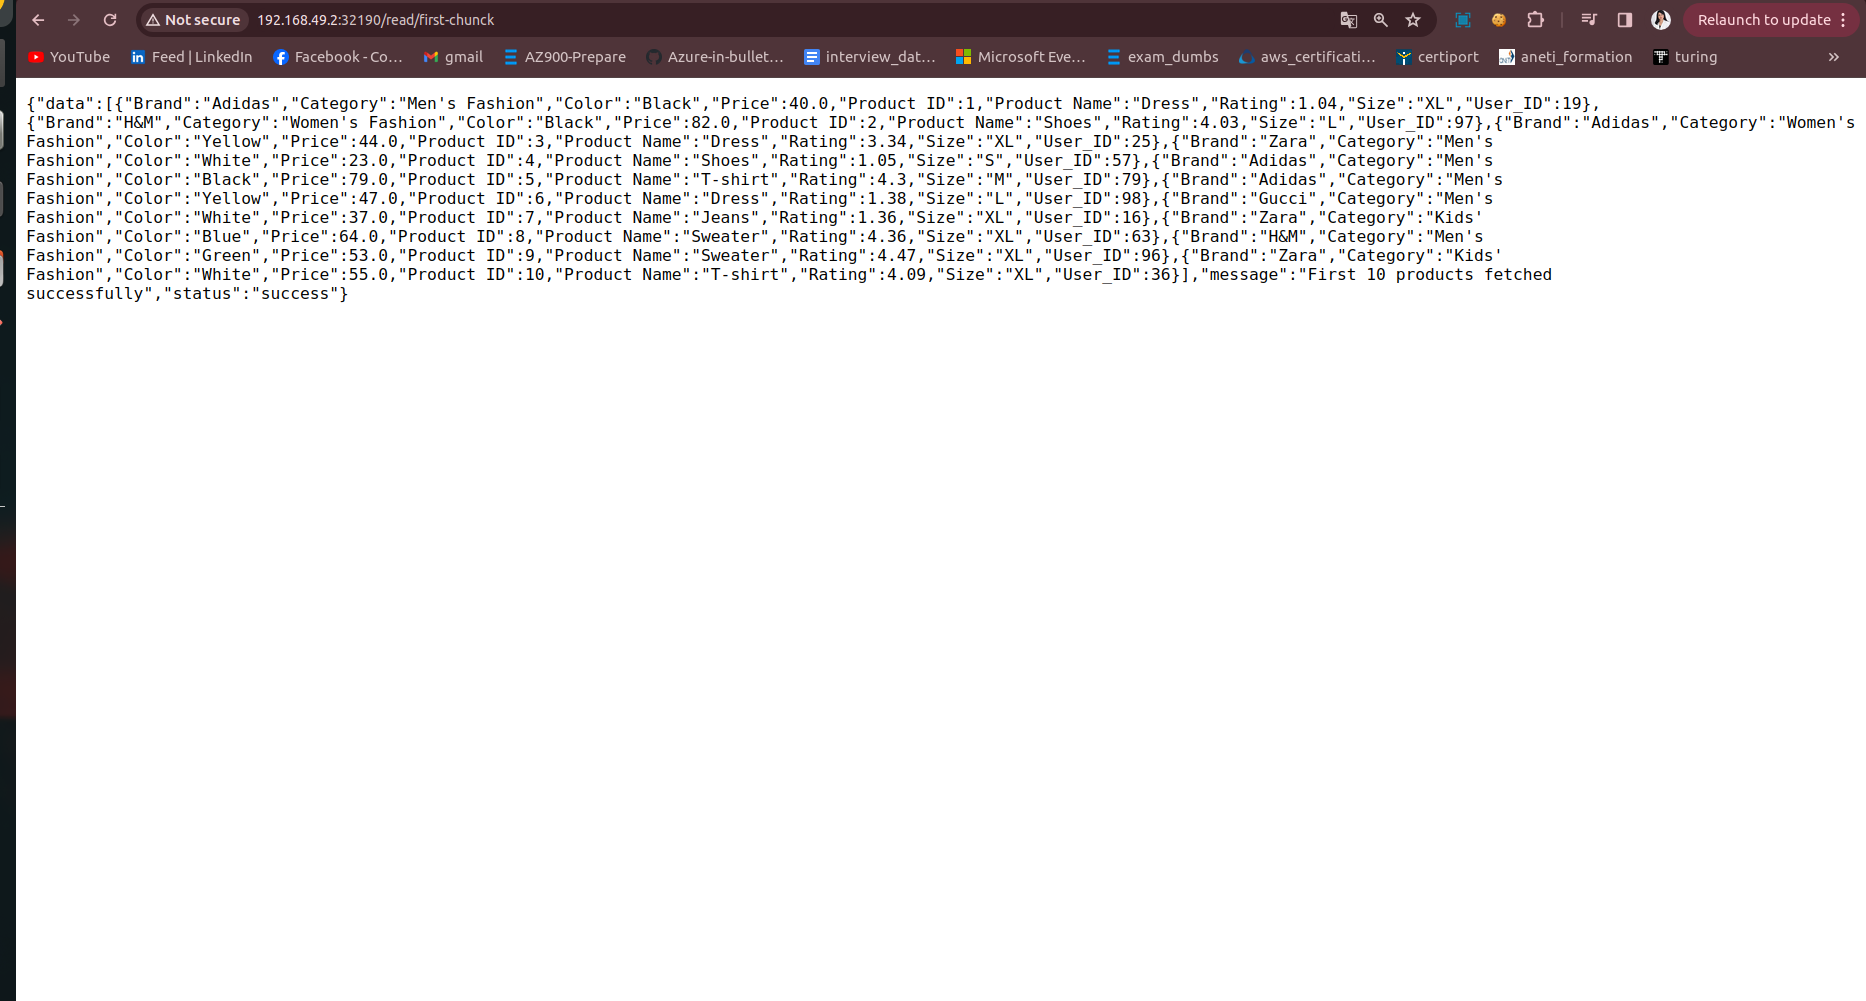 Not secure 192.168.49.2:32190/read/first-chunck Relaunch to update
YouTube Feed | LinkedIn Facebook - Co... gmail AZ900-Prepare Azure-in-bullet... interview_dat... Microsoft Eve... exam_dumbs aws_certificati... certiport aneti_formation turing »
{"data":[{"Brand":"Adidas","Category":"Men's Fashion","Color":"Black","Price":40.0,"Product ID":1,"Product Name":"Dress","Rating":1.04,"Size":"XL","User_ID":19},
{"Brand":"H&M","Category":"Women's Fashion","Color":"Black","Price":82.0,"Product ID":2,"Product Name":"Shoes","Rating":4.03,"Size":"L","User_ID":97},{"Brand":"Adidas","Category":"Women's
Fashion","Color":"Yellow","Price":44.0,"Product ID":3,"Product Name":"Dress","Rating":3.34,"Size":"XL","User_ID":25},{"Brand":"Zara","Category":"Men's
Fashion","Color":"White","Price":23.0,"Product ID":4,"Product Name":"Shoes","Rating":1.05,"Size":"S","User_ID":57},{"Brand":"Adidas","Category":"Men's
Fashion","Color":"Black","Price":79.0,"Product ID":5,"Product Name":"T-shirt","Rating":4.3,"Size":"M","User_ID":79},{"Brand":"Adidas","Category":"Men's
Fashion","Color":"Yellow","Price":47.0,"Product ID":6,"Product Name":"Dress","Rating":1.38,"Size":"L","User_ID":98},{"Brand":"Gucci","Category":"Men's
Fashion","Color":"White","Price":37.0,"Product ID":7,"Product Name":"Jeans","Rating":1.36,"Size":"XL","User_ID":16},{"Brand":"Zara","Category":"Kids'
Fashion","Color":"Blue","Price":64.0,"Product ID":8,"Product Name":"Sweater","Rating":4.36,"Size":"XL","User_ID":63},{"Brand":"H&M","Category":"Men's
Fashion","Color":"Green","Price":53.0,"Product ID":9,"Product Name":"Sweater","Rating":4.47,"Size":"XL","User_ID":96},{"Brand":"Zara","Category":"Kids'
Fashion","Color":"White","Price":55.0,"Product ID":10,"Product Name":"T-shirt","Rating":4.09,"Size":"XL","User_ID":36}],"message":"First 10 products fetched
successfully","status":"success"}